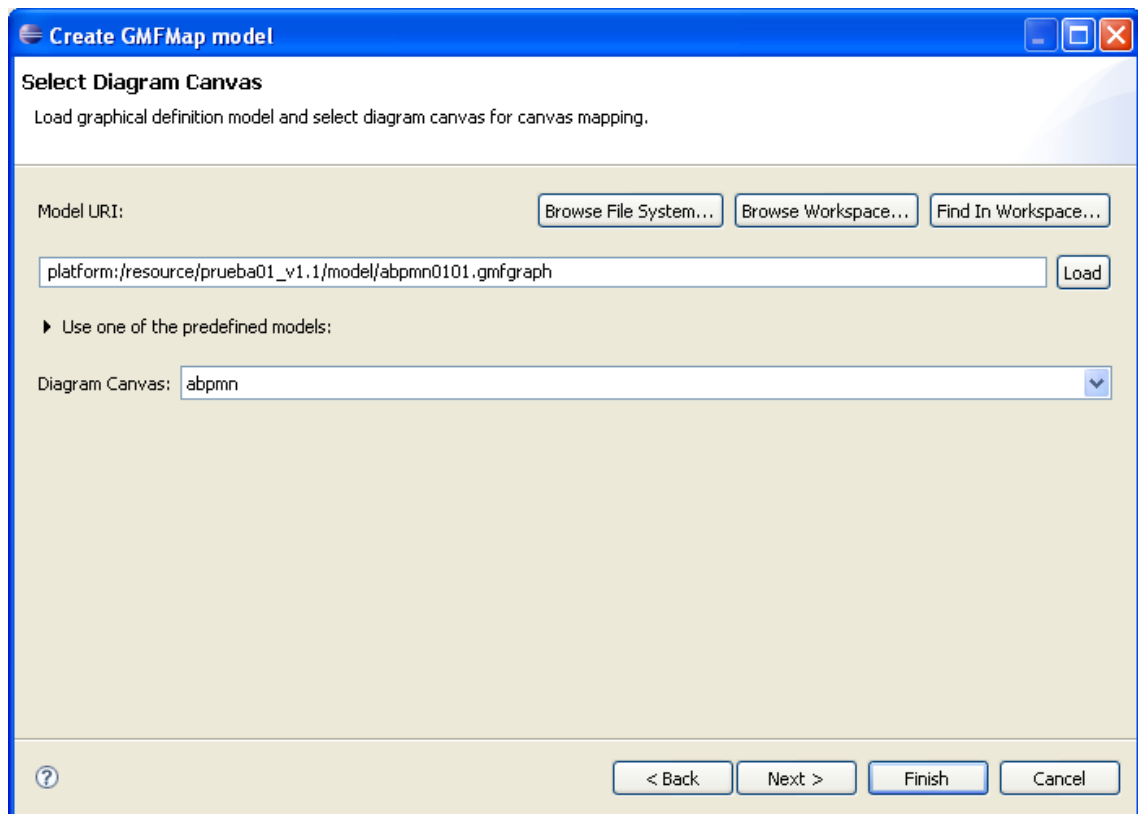 Create GMFMap model
Select Diagram Canvas
Load graphical definition model and select diagram canvas for canvas mapping.
Model URI: Browse File System... Browse Workspace... Find In Workspace...
platform:/resource/prueba01_v1.1/model/abpmn0101.gmfgraph Load
Use one of the predefined models:
Diagram Canvas: abpmn
? < Back Next > Finish Cancel